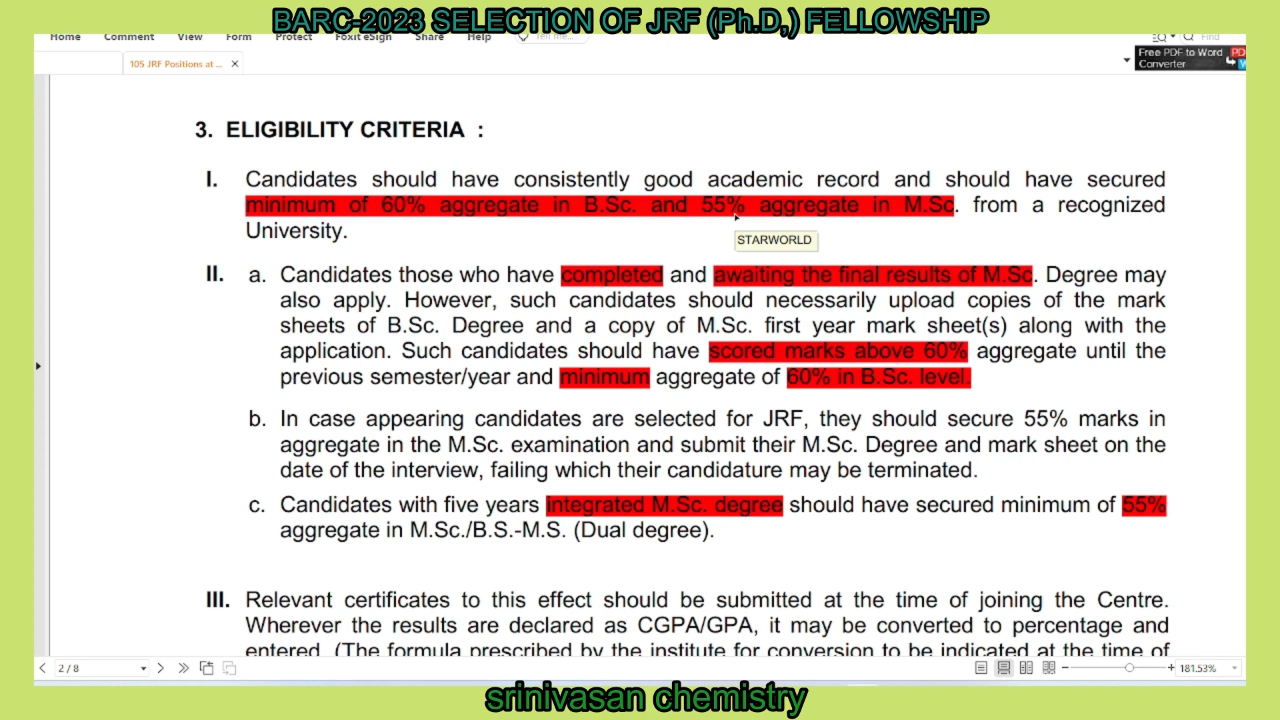 BARC-2023 SELECTION OF JRF (Ph.D,) FELLOWSHIP
Home Comment View Form Protect Foxit eSign Share Help Tell me... Find
105 JRF Positions at ...
Free PDF to Word
Converter
3. ELIGIBILITY CRITERIA :
I. Candidates should have consistently good academic record and should have secured
minimum of 60% aggregate in B.Sc. and 55% aggregate in M.Sc. from a recognized
University.
STARWORLD
II. a. Candidates those who have completed and awaiting the final results of M.Sc. Degree may
also apply. However, such candidates should necessarily upload copies of the mark
sheets of B.Sc. Degree and a copy of M.Sc. first year mark sheet(s) along with the
application. Such candidates should have scored marks above 60% aggregate until the
previous semester/year and minimum aggregate of 60% in B.Sc. level.
b. In case appearing candidates are selected for JRF, they should secure 55% marks in
aggregate in the M.Sc. examination and submit their M.Sc. Degree and mark sheet on the
date of the interview, failing which their candidature may be terminated.
c. Candidates with five years integrated M.Sc. degree should have secured minimum of 55%
aggregate in M.Sc./B.S.-M.S. (Dual degree).
III. Relevant certificates to this effect should be submitted at the time of joining the Centre.
Wherever the results are declared as CGPA/GPA, it may be converted to percentage and
entered. (The formula prescribed by the institute for conversion to be indicated at the time of
2 / 8
181.53%
srinivasan chemistry